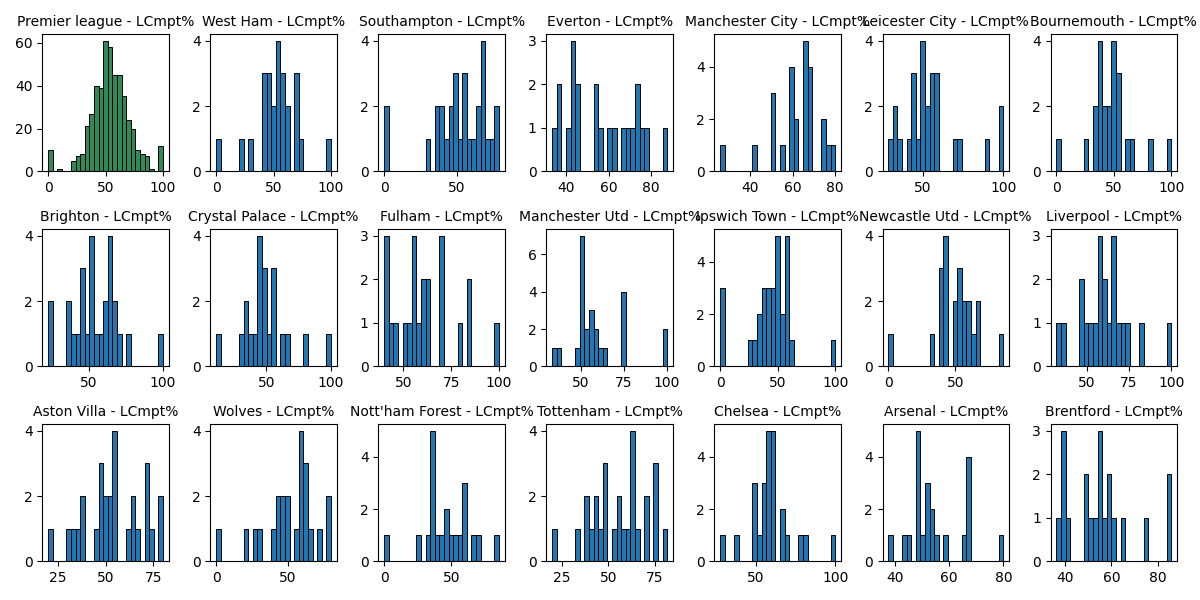 Premier league - LCmpt% West Ham - LCmpt% Southampton - LCmpt% Everton - LCmpt% Manchester City - LCmpt% Leicester City - LCmpt% Bournemouth - LCmpt%
60 4 4 3 4 4 4
40 2 2 2 2 2 2
20 1
0 0 0 0 0 0 0
0 50 100 0 50 100 50 40 60 80 40 60 80 50 100 0 50 100
Brighton - LCmpt% Crystal Palace - LCmpt% Fulham - LCmpt% Manchester Utd - LCmpt% Ipswich Town - LCmpt% Newcastle Utd - LCmpt% Liverpool - LCmpt%
4 4 3 6 4 4 3
2 2 2 4 2 2 2
1 2 1
0 0 0 0 0 0 0
50 100 50 100 50 75 100 50 75 100 0 50 100 0 50 50 75 100
Aston Villa - LCmpt% Wolves - LCmpt% Nott'ham Forest - LCmpt% Tottenham - LCmpt% Chelsea - LCmpt% Arsenal - LCmpt% Brentford - LCmpt%
4 4 4 4 4 4 3
2 2 2 2 2 2 2
1
0 0 0 0 0 0 0
25 50 75 0 50 0 50 25 50 75 50 100 40 60 80 40 60 80